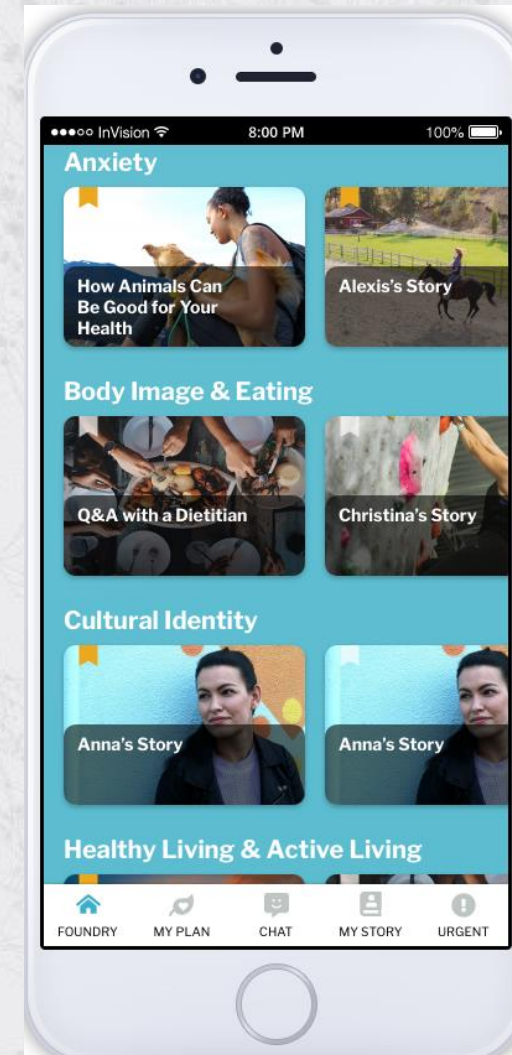 InVision 8:00 PM 100%
Anxiety
How Animals Can
Be Good for Your
Health
Alexis's Story
Body Image & Eating
Q&A with a Dietitian
Christina's Story
Cultural Identity
Anna's Story
Anna's Story
Healthy Living & Active Living
FOUNDRY MY PLAN CHAT MY STORY URGENT